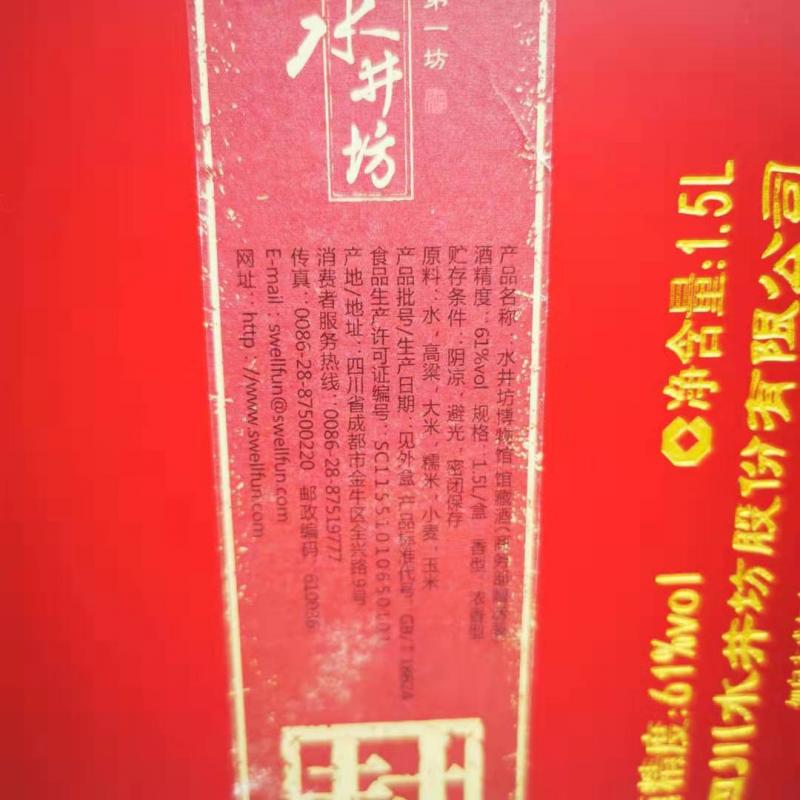 第一坊
水井坊
产品名称：水井坊博物馆 馆藏酒
酒精度：61%vol 规格：1.5L/盒 香型：浓香型
贮存条件：阴凉，避光，密闭保存
原料：水，高粱，大米，糯米，小麦，玉米
产品批号/生产日期：见外盒 产品标准代号：GB/T
食品生产许可证编号：SC11551010650101
产地/地址：四川省成都市金牛区全兴路9号
消费者服务热线：0086-28-87519777
传真：0086-28-87500220 邮政编码：610036
E-mail：swellfun@swellfun.com
网址：http://www.swellfun.com
净含量:1.5L
精度:61%vol
四川水井坊股份有限公司